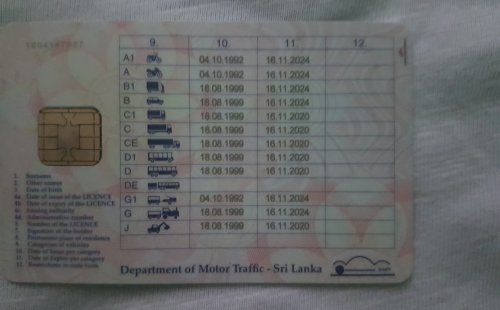 9. 10. 11. 12.
A1 04.10.1992 16.11.2024
A 04.10.1992 16.11.2024
B1 18.08.1999 16.11.2024
B 18.08.1999 16.11.2024
C1 18.08.1999 16.11.2020
C 18.08.1999 16.11.2020
CE 18.08.1999 16.11.2020
D1 18.08.1999 16.11.2020
D 18.08.1999 16.11.2020
DE
G1 04.10.1992 16.11.2024
G 18.08.1999 16.11.2024
J 18.08.1999 16.11.2020
1. Surname
2. Other names
3. Date of birth
4a Date of issue of the LICENCE
4b Date of expiry of the LICENCE
4c Issuing authority
4d Administrative number
5. Number of the LICENCE
7. Signature of the holder
8. Permanent place of residence
9. Categories of vehicles
10. Date of Issue per category
11. Date of Expiry per category
12. Restrictions in code form
Department of Motor Traffic - Sri Lanka